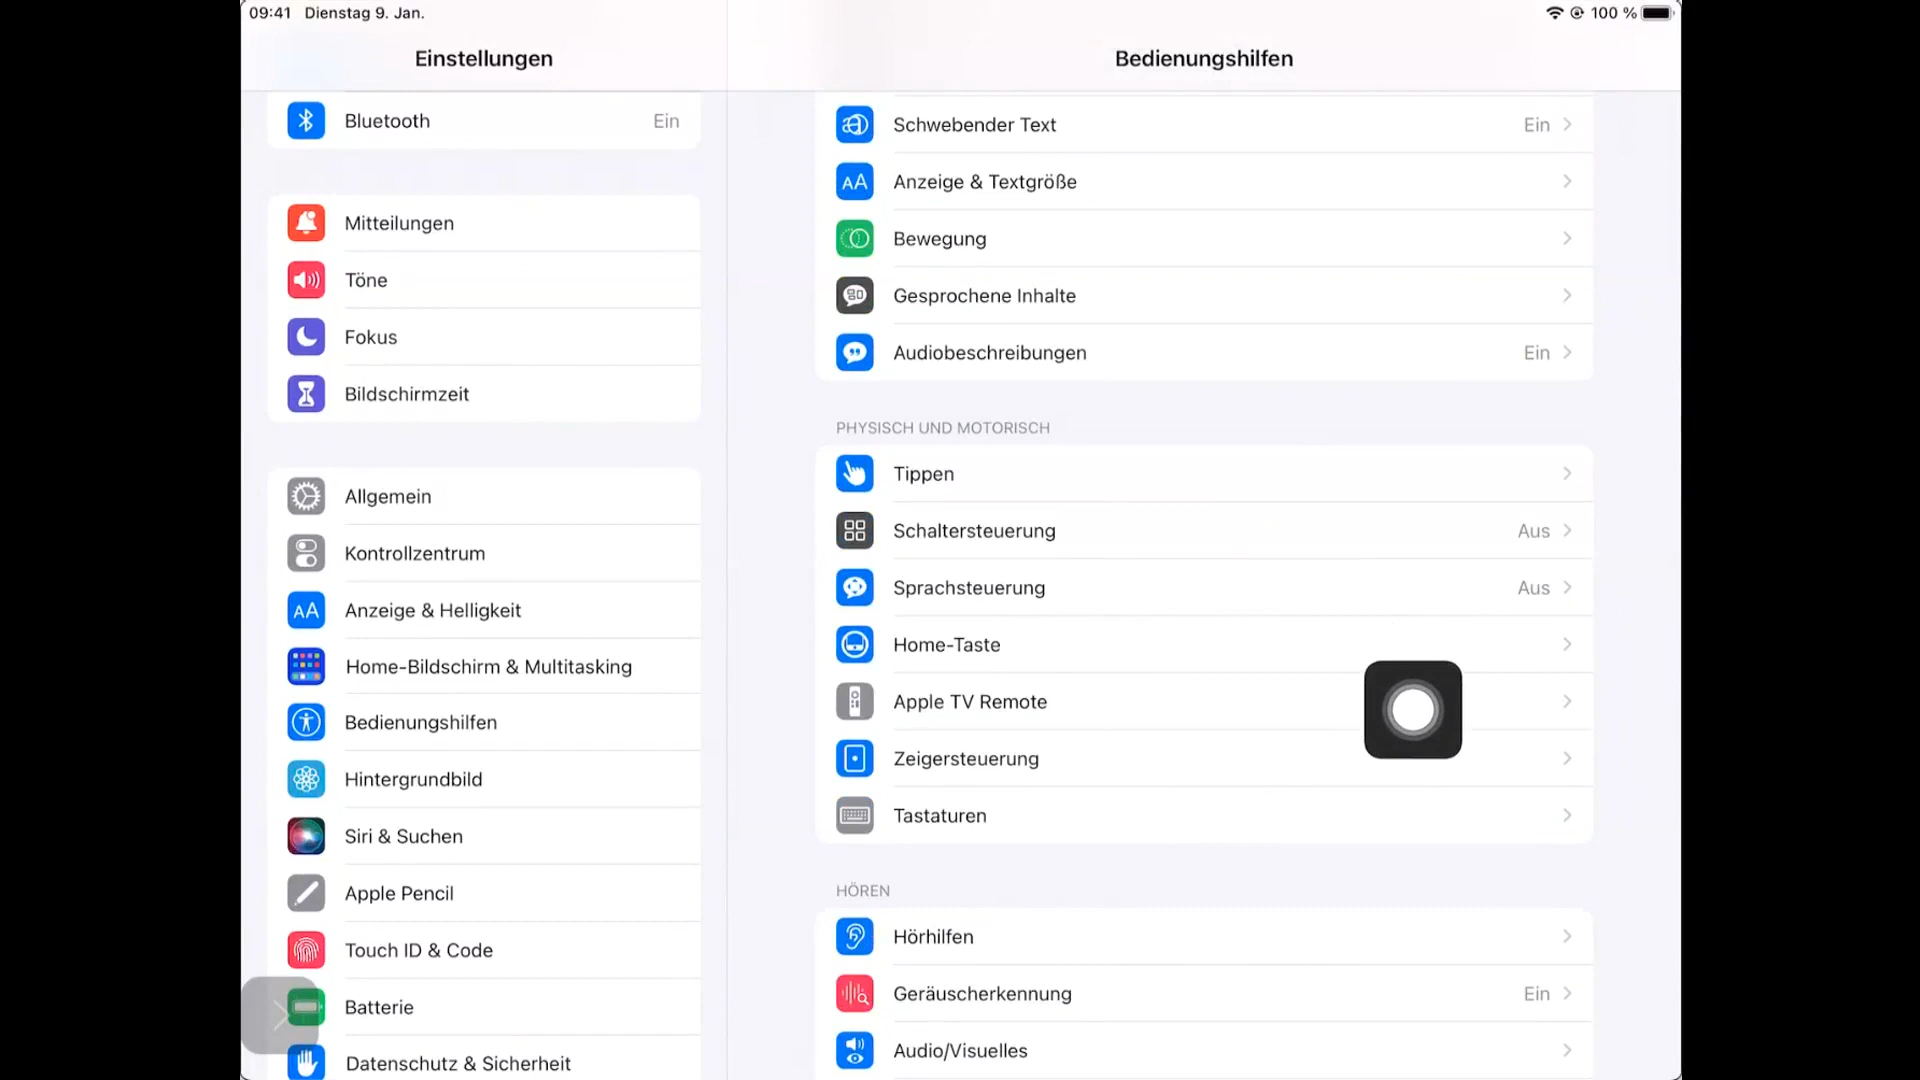 09:41 Dienstag 9. Jan.
100 %
Einstellungen
Bluetooth Ein
Mitteilungen
Töne
Fokus
Bildschirmzeit
Allgemein
Kontrollzentrum
Anzeige & Helligkeit
Home-Bildschirm & Multitasking
Bedienungshilfen
Hintergrundbild
Siri & Suchen
Apple Pencil
Touch ID & Code
Batterie
Datenschutz & Sicherheit
Bedienungshilfen
Schwebender Text Ein
Anzeige & Textgröße
Bewegung
Gesprochene Inhalte
Audiobeschreibungen Ein
PHYSISCH UND MOTORISCH
Tippen
Schaltersteuerung Aus
Sprachsteuerung Aus
Home-Taste
Apple TV Remote
Zeigersteuerung
Tastaturen
HÖREN
Hörhilfen
Geräuscherkennung Ein
Audio/Visuelles